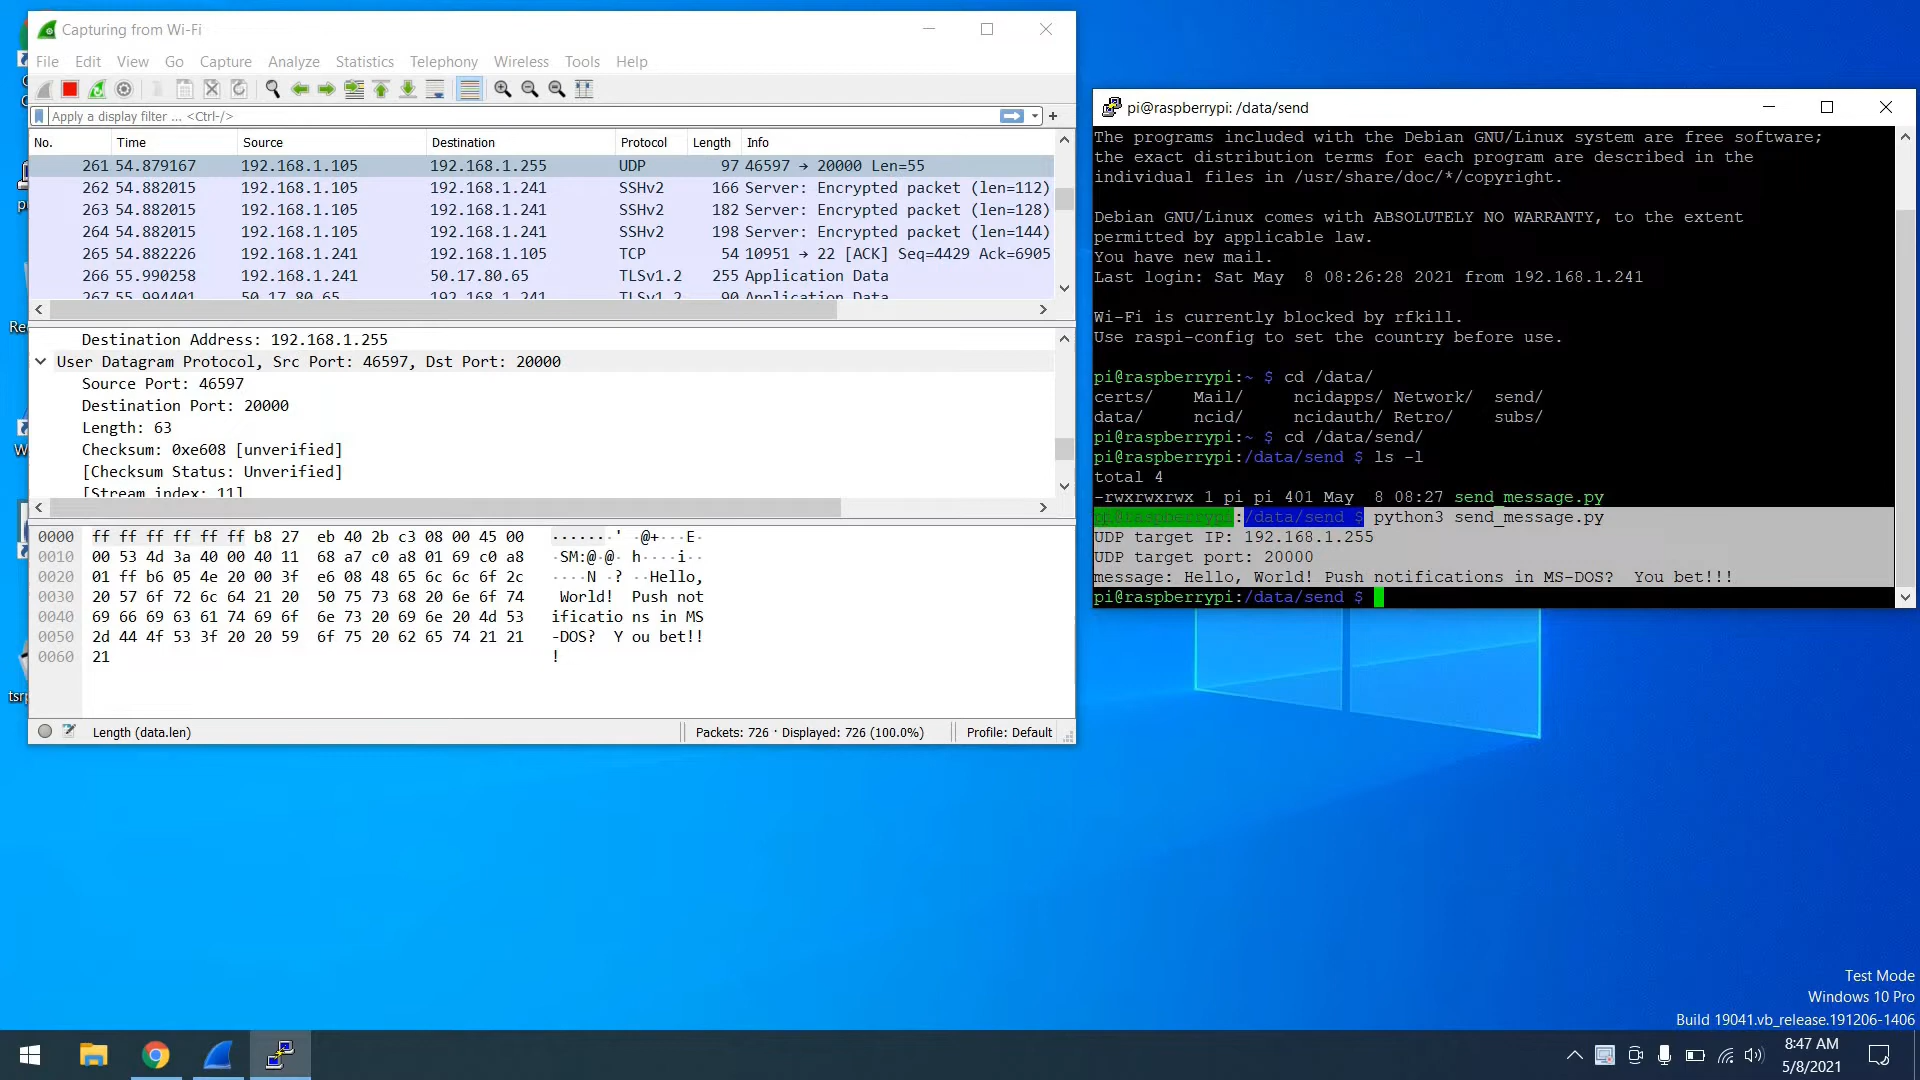 Capturing from Wi-Fi
File Edit View Go Capture Analyze Statistics Telephony Wireless Tools Help
Apply a display filter ... <Ctrl-/>
No. Time Source Destination Protocol Length Info
261 54.879167 192.168.1.105 192.168.1.255 UDP 97 46597 → 20000 Len=55
262 54.882015 192.168.1.105 192.168.1.241 SSHv2 166 Server: Encrypted packet (len=112)
263 54.882015 192.168.1.105 192.168.1.241 SSHv2 182 Server: Encrypted packet (len=128)
264 54.882015 192.168.1.105 192.168.1.241 SSHv2 198 Server: Encrypted packet (len=144)
265 54.882226 192.168.1.241 192.168.1.105 TCP 54 10951 → 22 [ACK] Seq=4429 Ack=6905
266 55.990258 192.168.1.241 50.17.80.65 TLSv1.2 255 Application Data
267 55.994401 50.17.80.65 192.168.1.241 TLSv1.2 90 Application Data
Destination Address: 192.168.1.255
User Datagram Protocol, Src Port: 46597, Dst Port: 20000
Source Port: 46597
Destination Port: 20000
Length: 63
Checksum: 0xe608 [unverified]
[Checksum Status: Unverified]
[Stream index: 11]
0000 ff ff ff ff ff ff b8 27 eb 40 2b c3 08 00 45 00 ·······' ·@+···E·
0010 00 53 4d 3a 40 00 40 11 68 a7 c0 a8 01 69 c0 a8 ·SM:@·@· h····i··
0020 01 ff b6 05 4e 20 00 3f e6 08 48 65 6c 6c 6f 2c ····N ·? ··Hello,
0030 20 57 6f 72 6c 64 21 20 50 75 73 68 20 6e 6f 74 World! Push not
0040 69 66 69 63 61 74 69 6f 6e 73 20 69 6e 20 4d 53 ificatio ns in MS
0050 2d 44 4f 53 3f 20 20 59 6f 75 20 62 65 74 21 21 -DOS?  Y ou bet!!
0060 21 !
Length (data.len) Packets: 726 · Displayed: 726 (100.0%) Profile: Default
pi@raspberrypi: /data/send
The programs included with the Debian GNU/Linux system are free software;
the exact distribution terms for each program are described in the
individual files in /usr/share/doc/*/copyright.
Debian GNU/Linux comes with ABSOLUTELY NO WARRANTY, to the extent
permitted by applicable law.
You have new mail.
Last login: Sat May  8 08:26:28 2021 from 192.168.1.241
Wi-Fi is currently blocked by rfkill.
Use raspi-config to set the country before use.
pi@raspberrypi:~ $ cd /data/
certs/ Mail/ ncidapps/ Network/ send/
data/ ncid/ ncidauth/ Retro/ subs/
pi@raspberrypi:~ $ cd /data/send/
pi@raspberrypi:/data/send $ ls -l
total 4
-rwxrwxrwx 1 pi pi 401 May  8 08:27 send_message.py
pi@raspberrypi:/data/send $ python3 send_message.py
UDP target IP: 192.168.1.255
UDP target port: 20000
message: Hello, World! Push notifications in MS-DOS?  You bet!!!
pi@raspberrypi:/data/send $
Test Mode
Windows 10 Pro
Build 19041.vb_release.191206-1406
8:47 AM
5/8/2021